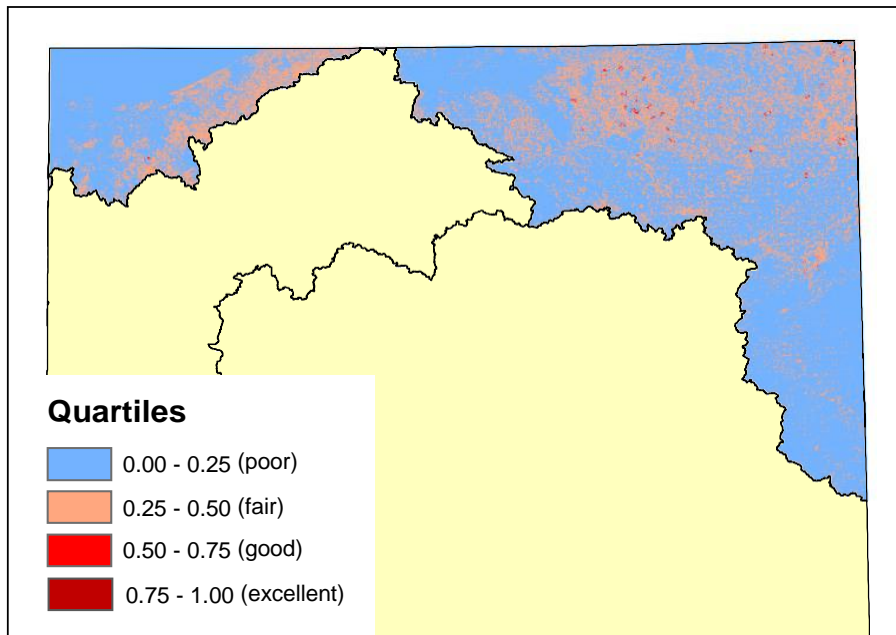 Quartiles
0.00 - 0.25 (poor)
0.25 - 0.50 (fair)
0.50 - 0.75 (good)
0.75 - 1.00 (excellent)